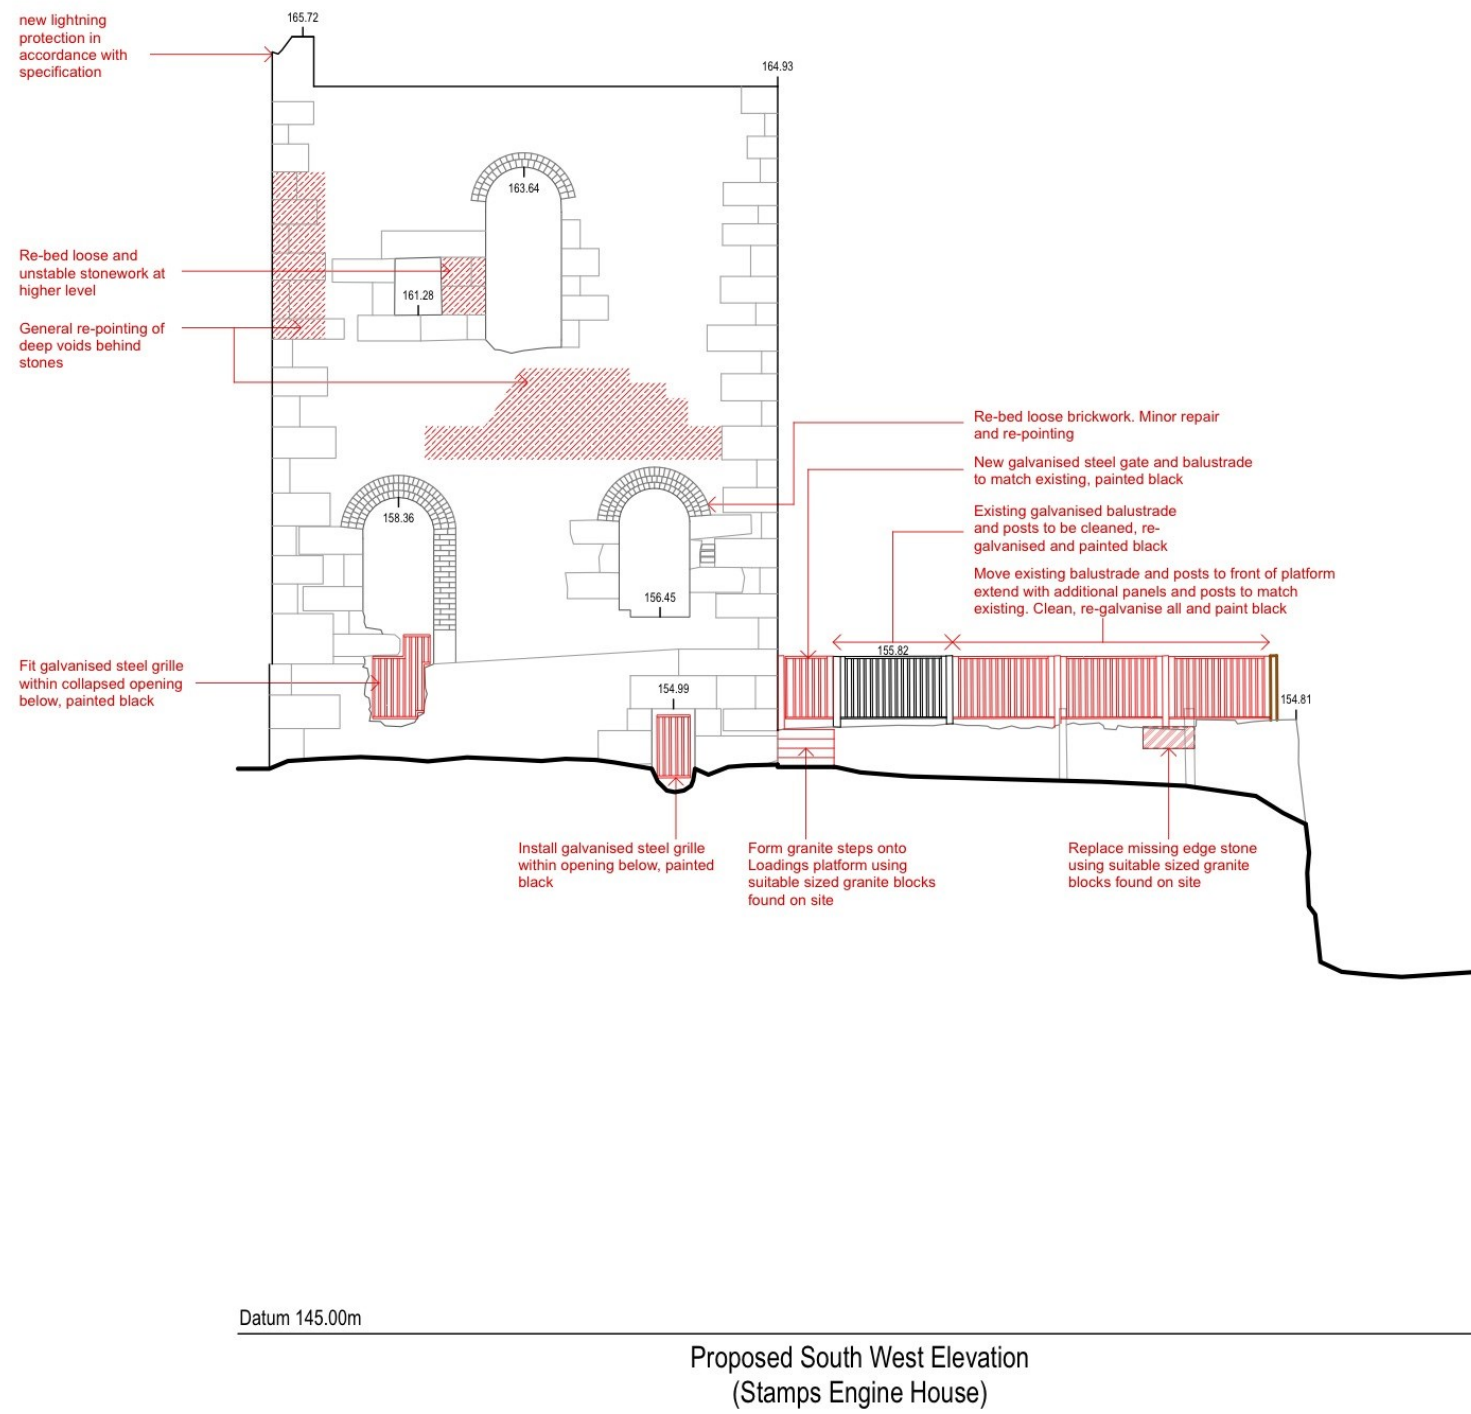 new lightning
protection in
accordance with
specification
165.72
164.93
163.64
Re-bed loose and
unstable stonework at
higher level
161.28
General re-pointing of
deep voids behind
stones
Re-bed loose brickwork. Minor repair
and re-pointing
New galvanised steel gate and balustrade
to match existing, painted black
158.36
Existing galvanised balustrade
and posts to be cleaned, re-
galvanised and painted black
Move existing balustrade and posts to front of platform
extend with additional panels and posts to match
existing. Clean, re-galvanise all and paint black
156.45
155.82
Fit galvanised steel grille
within collapsed opening
below, painted black
154.99
154.81
Install galvanised steel grille
within opening below, painted
black
Form granite steps onto
Loadings platform using
suitable sized granite blocks
found on site
Replace missing edge stone
using suitable sized granite
blocks found on site
Datum 145.00m
Proposed South West Elevation
(Stamps Engine House)